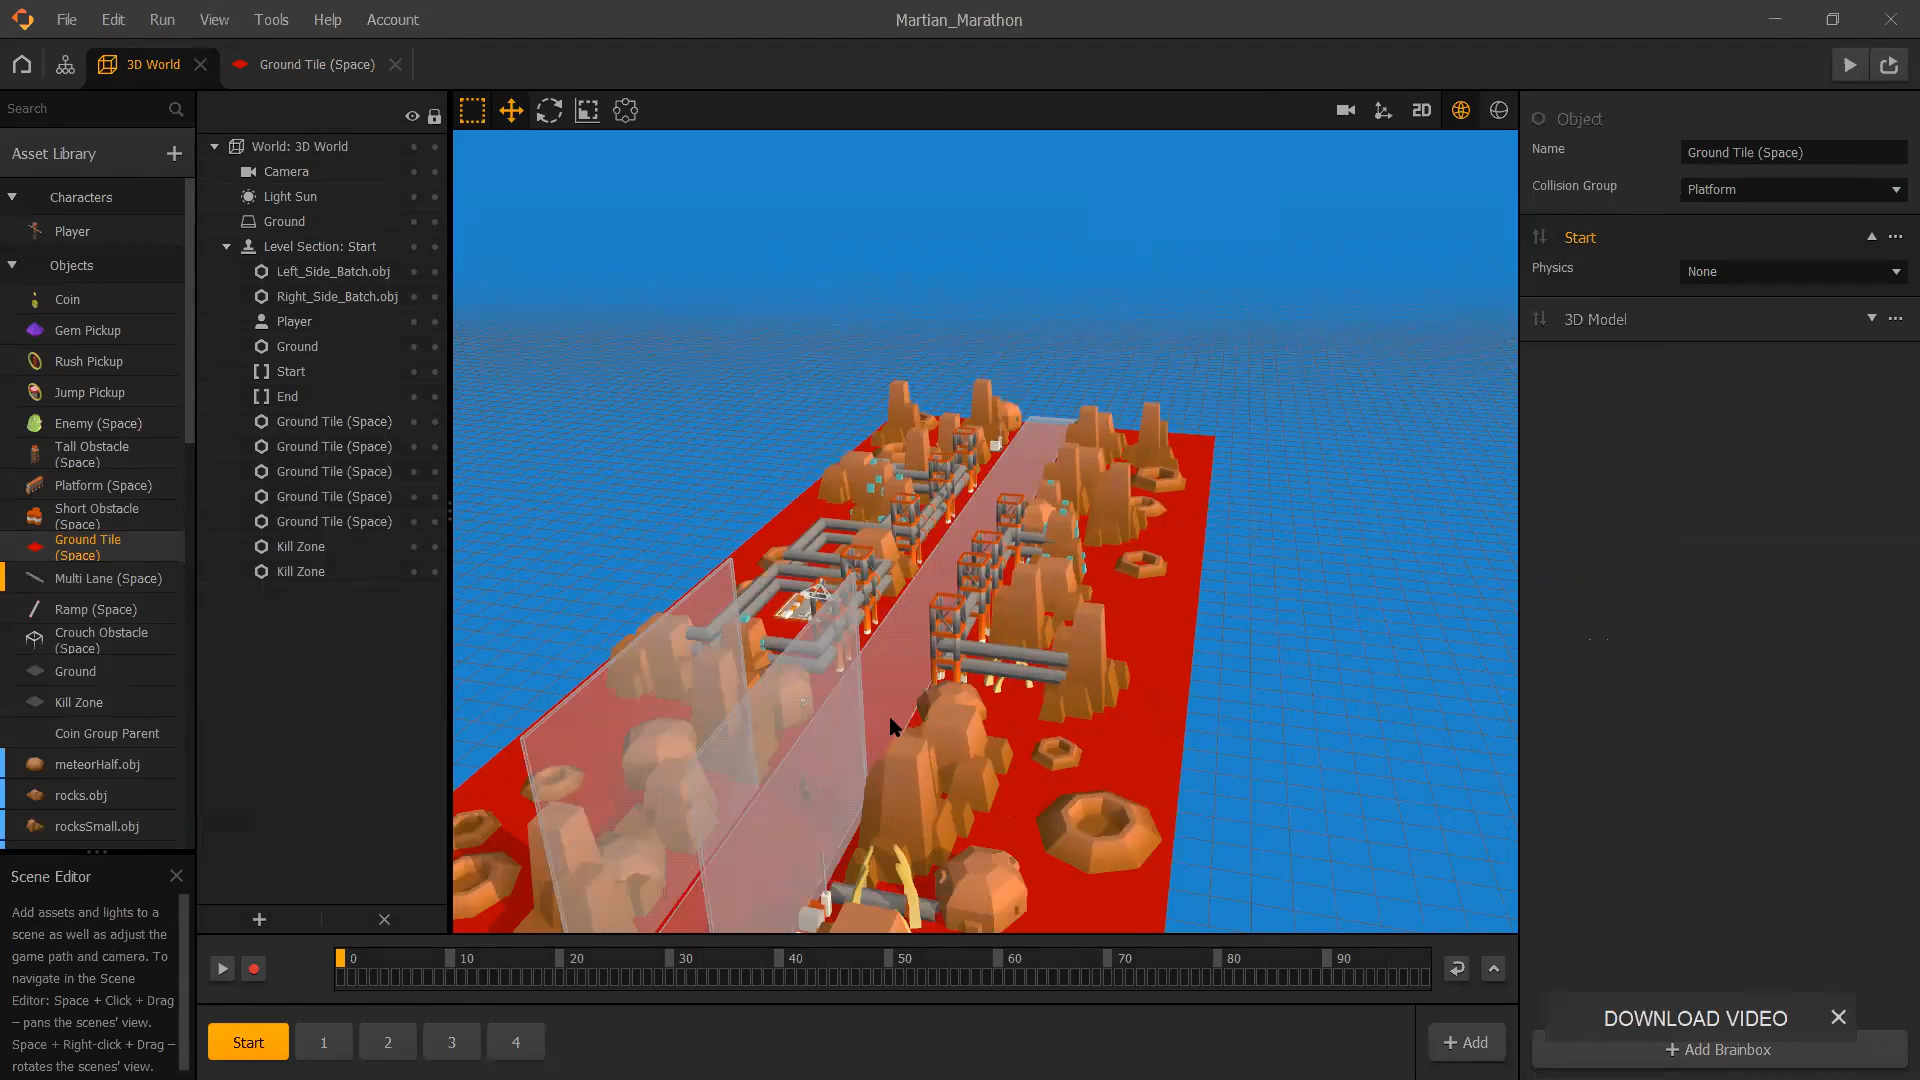 File Edit Run View Tools Help Account Martian_Marathon
3D World Ground Tile (Space)
Search
Asset Library
Characters
Player
Objects
Coin
Gem Pickup
Rush Pickup
Jump Pickup
Enemy (Space)
Tall Obstacle
(Space)
Platform (Space)
Short Obstacle
(Space)
Ground Tile
(Space)
Multi Lane (Space)
Ramp (Space)
Crouch Obstacle
(Space)
Ground
Kill Zone
Coin Group Parent
meteorHalf.obj
rocks.obj
rocksSmall.obj
Scene Editor
Add assets and lights to a
scene as well as adjust the
game path and camera. To
navigate in the Scene
Editor: Space + Click + Drag
– pans the scenes' view.
Space + Right-click + Drag –
rotates the scenes' view.
World: 3D World
Camera
Light Sun
Ground
Level Section: Start
Left_Side_Batch.obj
Right_Side_Batch.obj
Player
Ground
Start
End
Ground Tile (Space)
Ground Tile (Space)
Ground Tile (Space)
Ground Tile (Space)
Ground Tile (Space)
Kill Zone
Kill Zone
2D
0 10 20 30 40 50 60 70 80 90
Start 1 2 3 4 + Add
Object
Name Ground Tile (Space)
Collision Group Platform
Start
Physics None
3D Model
DOWNLOAD VIDEO
+ Add Brainbox